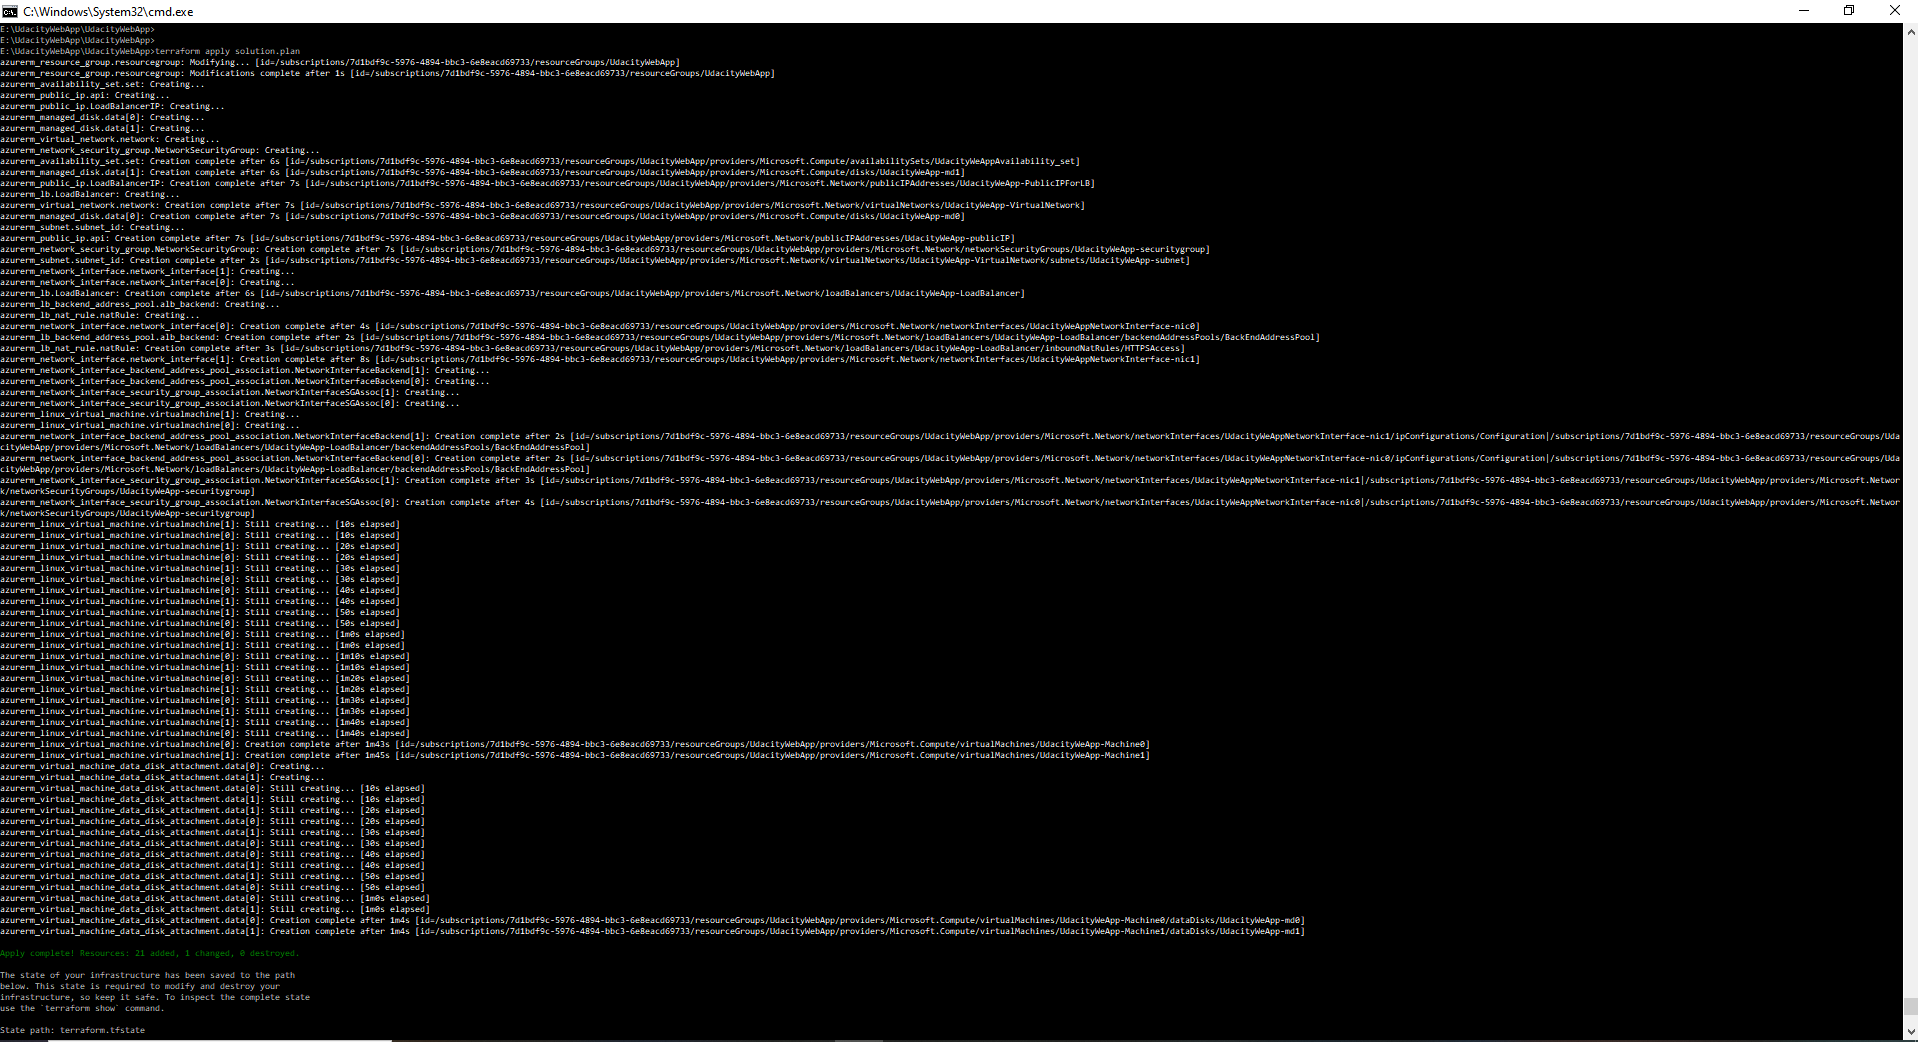 C:\Windows\System32\cmd.exe
E:\UdacityWebApp\UdacityWebApp>
E:\UdacityWebApp\UdacityWebApp>
E:\UdacityWebApp\UdacityWebApp>terraform apply solution.plan
azurerm_resource_group.resourcegroup: Modifying... [id=/subscriptions/7d1bdf9c-5976-4894-bbc3-6e8eacd69733/resourceGroups/UdacityWebApp]
azurerm_resource_group.resourcegroup: Modifications complete after 1s [id=/subscriptions/7d1bdf9c-5976-4894-bbc3-6e8eacd69733/resourceGroups/UdacityWebApp]
azurerm_availability_set.set: Creating...
azurerm_public_ip.api: Creating...
azurerm_public_ip.LoadBalancerIP: Creating...
azurerm_managed_disk.data[0]: Creating...
azurerm_managed_disk.data[1]: Creating...
azurerm_virtual_network.network: Creating...
azurerm_network_security_group.NetworkSecurityGroup: Creating...
azurerm_availability_set.set: Creation complete after 6s [id=/subscriptions/7d1bdf9c-5976-4894-bbc3-6e8eacd69733/resourceGroups/UdacityWebApp/providers/Microsoft.Compute/availabilitySets/UdacityWeAppAvailability_set]
azurerm_managed_disk.data[1]: Creation complete after 6s [id=/subscriptions/7d1bdf9c-5976-4894-bbc3-6e8eacd69733/resourceGroups/UdacityWebApp/providers/Microsoft.Compute/disks/UdacityWeApp-md1]
azurerm_public_ip.LoadBalancerIP: Creation complete after 7s [id=/subscriptions/7d1bdf9c-5976-4894-bbc3-6e8eacd69733/resourceGroups/UdacityWebApp/providers/Microsoft.Network/publicIPAddresses/UdacityWeApp-PublicIPForLB]
azurerm_lb.LoadBalancer: Creating...
azurerm_virtual_network.network: Creation complete after 7s [id=/subscriptions/7d1bdf9c-5976-4894-bbc3-6e8eacd69733/resourceGroups/UdacityWebApp/providers/Microsoft.Network/virtualNetworks/UdacityWeApp-VirtualNetwork]
azurerm_managed_disk.data[0]: Creation complete after 7s [id=/subscriptions/7d1bdf9c-5976-4894-bbc3-6e8eacd69733/resourceGroups/UdacityWebApp/providers/Microsoft.Compute/disks/UdacityWeApp-md0]
azurerm_subnet.subnet_id: Creating...
azurerm_public_ip.api: Creation complete after 7s [id=/subscriptions/7d1bdf9c-5976-4894-bbc3-6e8eacd69733/resourceGroups/UdacityWebApp/providers/Microsoft.Network/publicIPAddresses/UdacityWeApp-publicIP]
azurerm_network_security_group.NetworkSecurityGroup: Creation complete after 7s [id=/subscriptions/7d1bdf9c-5976-4894-bbc3-6e8eacd69733/resourceGroups/UdacityWebApp/providers/Microsoft.Network/networkSecurityGroups/UdacityWeApp-securitygroup]
azurerm_subnet.subnet_id: Creation complete after 2s [id=/subscriptions/7d1bdf9c-5976-4894-bbc3-6e8eacd69733/resourceGroups/UdacityWebApp/providers/Microsoft.Network/virtualNetworks/UdacityWeApp-VirtualNetwork/subnets/UdacityWeApp-subnet]
azurerm_network_interface.network_interface[1]: Creating...
azurerm_network_interface.network_interface[0]: Creating...
azurerm_lb.LoadBalancer: Creation complete after 6s [id=/subscriptions/7d1bdf9c-5976-4894-bbc3-6e8eacd69733/resourceGroups/UdacityWebApp/providers/Microsoft.Network/loadBalancers/UdacityWeApp-LoadBalancer]
azurerm_lb_backend_address_pool.alb_backend: Creating...
azurerm_lb_nat_rule.natRule: Creating...
azurerm_network_interface.network_interface[0]: Creation complete after 4s [id=/subscriptions/7d1bdf9c-5976-4894-bbc3-6e8eacd69733/resourceGroups/UdacityWebApp/providers/Microsoft.Network/networkInterfaces/UdacityWeAppNetworkInterface-nic0]
azurerm_lb_backend_address_pool.alb_backend: Creation complete after 2s [id=/subscriptions/7d1bdf9c-5976-4894-bbc3-6e8eacd69733/resourceGroups/UdacityWebApp/providers/Microsoft.Network/loadBalancers/UdacityWeApp-LoadBalancer/backendAddressPools/BackEndAddressPool]
azurerm_lb_nat_rule.natRule: Creation complete after 3s [id=/subscriptions/7d1bdf9c-5976-4894-bbc3-6e8eacd69733/resourceGroups/UdacityWebApp/providers/Microsoft.Network/loadBalancers/UdacityWeApp-LoadBalancer/inboundNatRules/HTTPSAccess]
azurerm_network_interface.network_interface[1]: Creation complete after 8s [id=/subscriptions/7d1bdf9c-5976-4894-bbc3-6e8eacd69733/resourceGroups/UdacityWebApp/providers/Microsoft.Network/networkInterfaces/UdacityWeAppNetworkInterface-nic1]
azurerm_network_interface_backend_address_pool_association.NetworkInterfaceBackend[1]: Creating...
azurerm_network_interface_backend_address_pool_association.NetworkInterfaceBackend[0]: Creating...
azurerm_network_interface_security_group_association.NetworkInterfaceSGAssoc[1]: Creating...
azurerm_network_interface_security_group_association.NetworkInterfaceSGAssoc[0]: Creating...
azurerm_linux_virtual_machine.virtualmachine[1]: Creating...
azurerm_linux_virtual_machine.virtualmachine[0]: Creating...
azurerm_network_interface_backend_address_pool_association.NetworkInterfaceBackend[1]: Creation complete after 2s [id=/subscriptions/7d1bdf9c-5976-4894-bbc3-6e8eacd69733/resourceGroups/UdacityWebApp/providers/Microsoft.Network/networkInterfaces/UdacityWeAppNetworkInterface-nic1/ipConfigurations/Configuration|/subscriptions/7d1bdf9c-5976-4894-bbc3-6e8eacd69733/resourceGroups/Uda
cityWebApp/providers/Microsoft.Network/loadBalancers/UdacityWeApp-LoadBalancer/backendAddressPools/BackEndAddressPool]
azurerm_network_interface_backend_address_pool_association.NetworkInterfaceBackend[0]: Creation complete after 2s [id=/subscriptions/7d1bdf9c-5976-4894-bbc3-6e8eacd69733/resourceGroups/UdacityWebApp/providers/Microsoft.Network/networkInterfaces/UdacityWeAppNetworkInterface-nic0/ipConfigurations/Configuration|/subscriptions/7d1bdf9c-5976-4894-bbc3-6e8eacd69733/resourceGroups/Uda
cityWebApp/providers/Microsoft.Network/loadBalancers/UdacityWeApp-LoadBalancer/backendAddressPools/BackEndAddressPool]
azurerm_network_interface_security_group_association.NetworkInterfaceSGAssoc[1]: Creation complete after 3s [id=/subscriptions/7d1bdf9c-5976-4894-bbc3-6e8eacd69733/resourceGroups/UdacityWebApp/providers/Microsoft.Network/networkInterfaces/UdacityWeAppNetworkInterface-nic1|/subscriptions/7d1bdf9c-5976-4894-bbc3-6e8eacd69733/resourceGroups/UdacityWebApp/providers/Microsoft.Networ
k/networkSecurityGroups/UdacityWeApp-securitygroup]
azurerm_network_interface_security_group_association.NetworkInterfaceSGAssoc[0]: Creation complete after 4s [id=/subscriptions/7d1bdf9c-5976-4894-bbc3-6e8eacd69733/resourceGroups/UdacityWebApp/providers/Microsoft.Network/networkInterfaces/UdacityWeAppNetworkInterface-nic0|/subscriptions/7d1bdf9c-5976-4894-bbc3-6e8eacd69733/resourceGroups/UdacityWebApp/providers/Microsoft.Networ
k/networkSecurityGroups/UdacityWeApp-securitygroup]
azurerm_linux_virtual_machine.virtualmachine[1]: Still creating... [10s elapsed]
azurerm_linux_virtual_machine.virtualmachine[0]: Still creating... [10s elapsed]
azurerm_linux_virtual_machine.virtualmachine[1]: Still creating... [20s elapsed]
azurerm_linux_virtual_machine.virtualmachine[0]: Still creating... [20s elapsed]
azurerm_linux_virtual_machine.virtualmachine[1]: Still creating... [30s elapsed]
azurerm_linux_virtual_machine.virtualmachine[0]: Still creating... [30s elapsed]
azurerm_linux_virtual_machine.virtualmachine[0]: Still creating... [40s elapsed]
azurerm_linux_virtual_machine.virtualmachine[1]: Still creating... [40s elapsed]
azurerm_linux_virtual_machine.virtualmachine[1]: Still creating... [50s elapsed]
azurerm_linux_virtual_machine.virtualmachine[0]: Still creating... [50s elapsed]
azurerm_linux_virtual_machine.virtualmachine[0]: Still creating... [1m0s elapsed]
azurerm_linux_virtual_machine.virtualmachine[1]: Still creating... [1m0s elapsed]
azurerm_linux_virtual_machine.virtualmachine[0]: Still creating... [1m10s elapsed]
azurerm_linux_virtual_machine.virtualmachine[1]: Still creating... [1m10s elapsed]
azurerm_linux_virtual_machine.virtualmachine[0]: Still creating... [1m20s elapsed]
azurerm_linux_virtual_machine.virtualmachine[1]: Still creating... [1m20s elapsed]
azurerm_linux_virtual_machine.virtualmachine[0]: Still creating... [1m30s elapsed]
azurerm_linux_virtual_machine.virtualmachine[1]: Still creating... [1m30s elapsed]
azurerm_linux_virtual_machine.virtualmachine[1]: Still creating... [1m40s elapsed]
azurerm_linux_virtual_machine.virtualmachine[0]: Still creating... [1m40s elapsed]
azurerm_linux_virtual_machine.virtualmachine[0]: Creation complete after 1m43s [id=/subscriptions/7d1bdf9c-5976-4894-bbc3-6e8eacd69733/resourceGroups/UdacityWebApp/providers/Microsoft.Compute/virtualMachines/UdacityWeApp-Machine0]
azurerm_linux_virtual_machine.virtualmachine[1]: Creation complete after 1m45s [id=/subscriptions/7d1bdf9c-5976-4894-bbc3-6e8eacd69733/resourceGroups/UdacityWebApp/providers/Microsoft.Compute/virtualMachines/UdacityWeApp-Machine1]
azurerm_virtual_machine_data_disk_attachment.data[0]: Creating...
azurerm_virtual_machine_data_disk_attachment.data[1]: Creating...
azurerm_virtual_machine_data_disk_attachment.data[0]: Still creating... [10s elapsed]
azurerm_virtual_machine_data_disk_attachment.data[1]: Still creating... [10s elapsed]
azurerm_virtual_machine_data_disk_attachment.data[1]: Still creating... [20s elapsed]
azurerm_virtual_machine_data_disk_attachment.data[0]: Still creating... [20s elapsed]
azurerm_virtual_machine_data_disk_attachment.data[1]: Still creating... [30s elapsed]
azurerm_virtual_machine_data_disk_attachment.data[0]: Still creating... [30s elapsed]
azurerm_virtual_machine_data_disk_attachment.data[0]: Still creating... [40s elapsed]
azurerm_virtual_machine_data_disk_attachment.data[1]: Still creating... [40s elapsed]
azurerm_virtual_machine_data_disk_attachment.data[1]: Still creating... [50s elapsed]
azurerm_virtual_machine_data_disk_attachment.data[0]: Still creating... [50s elapsed]
azurerm_virtual_machine_data_disk_attachment.data[0]: Still creating... [1m0s elapsed]
azurerm_virtual_machine_data_disk_attachment.data[1]: Still creating... [1m0s elapsed]
azurerm_virtual_machine_data_disk_attachment.data[0]: Creation complete after 1m4s [id=/subscriptions/7d1bdf9c-5976-4894-bbc3-6e8eacd69733/resourceGroups/UdacityWebApp/providers/Microsoft.Compute/virtualMachines/UdacityWeApp-Machine0/dataDisks/UdacityWeApp-md0]
azurerm_virtual_machine_data_disk_attachment.data[1]: Creation complete after 1m4s [id=/subscriptions/7d1bdf9c-5976-4894-bbc3-6e8eacd69733/resourceGroups/UdacityWebApp/providers/Microsoft.Compute/virtualMachines/UdacityWeApp-Machine1/dataDisks/UdacityWeApp-md1]
Apply complete! Resources: 21 added, 1 changed, 0 destroyed.
The state of your infrastructure has been saved to the path
below. This state is required to modify and destroy your
infrastructure, so keep it safe. To inspect the complete state
use the `terraform show` command.
State path: terraform.tfstate